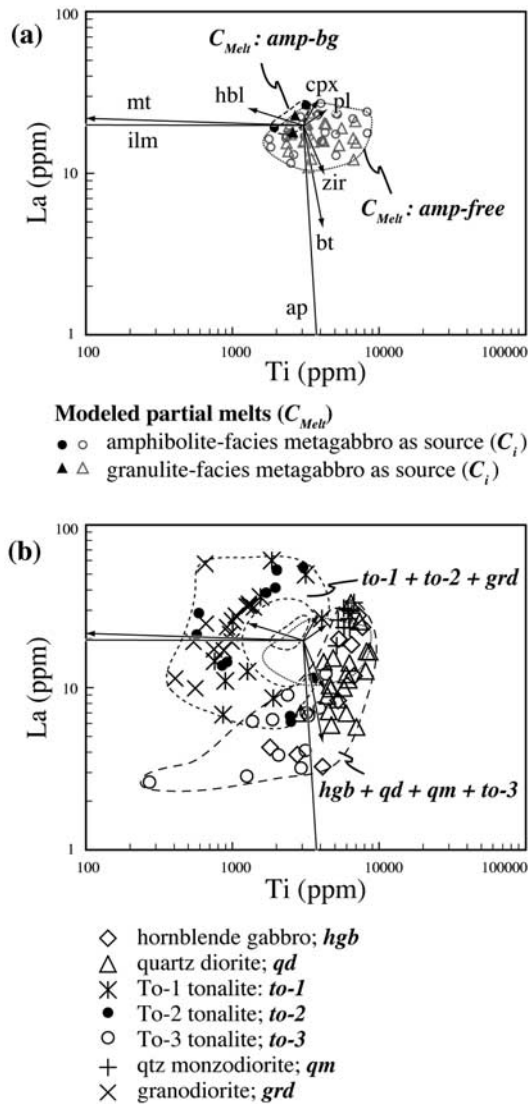 (a)
C_Melt: amp-bg
100
cpx
hbl
pl
mt
ilm
La (ppm)
10
zir
C_Melt: amp-free
bt
ap
1
100 1000 10000 100000
Ti (ppm)
Modeled partial melts (C_Melt)
amphibolite-facies metagabbro as source (C_i)
granulite-facies metagabbro as source (C_i)
(b)
100
to-1 + to-2 + grd
La (ppm)
10
hgb + qd + qm + to-3
1
100 1000 10000 100000
Ti (ppm)
hornblende gabbro; hgb
quartz diorite; qd
To-1 tonalite: to-1
To-2 tonalite; to-2
To-3 tonalite; to-3
qtz monzodiorite; qm
granodiorite; grd